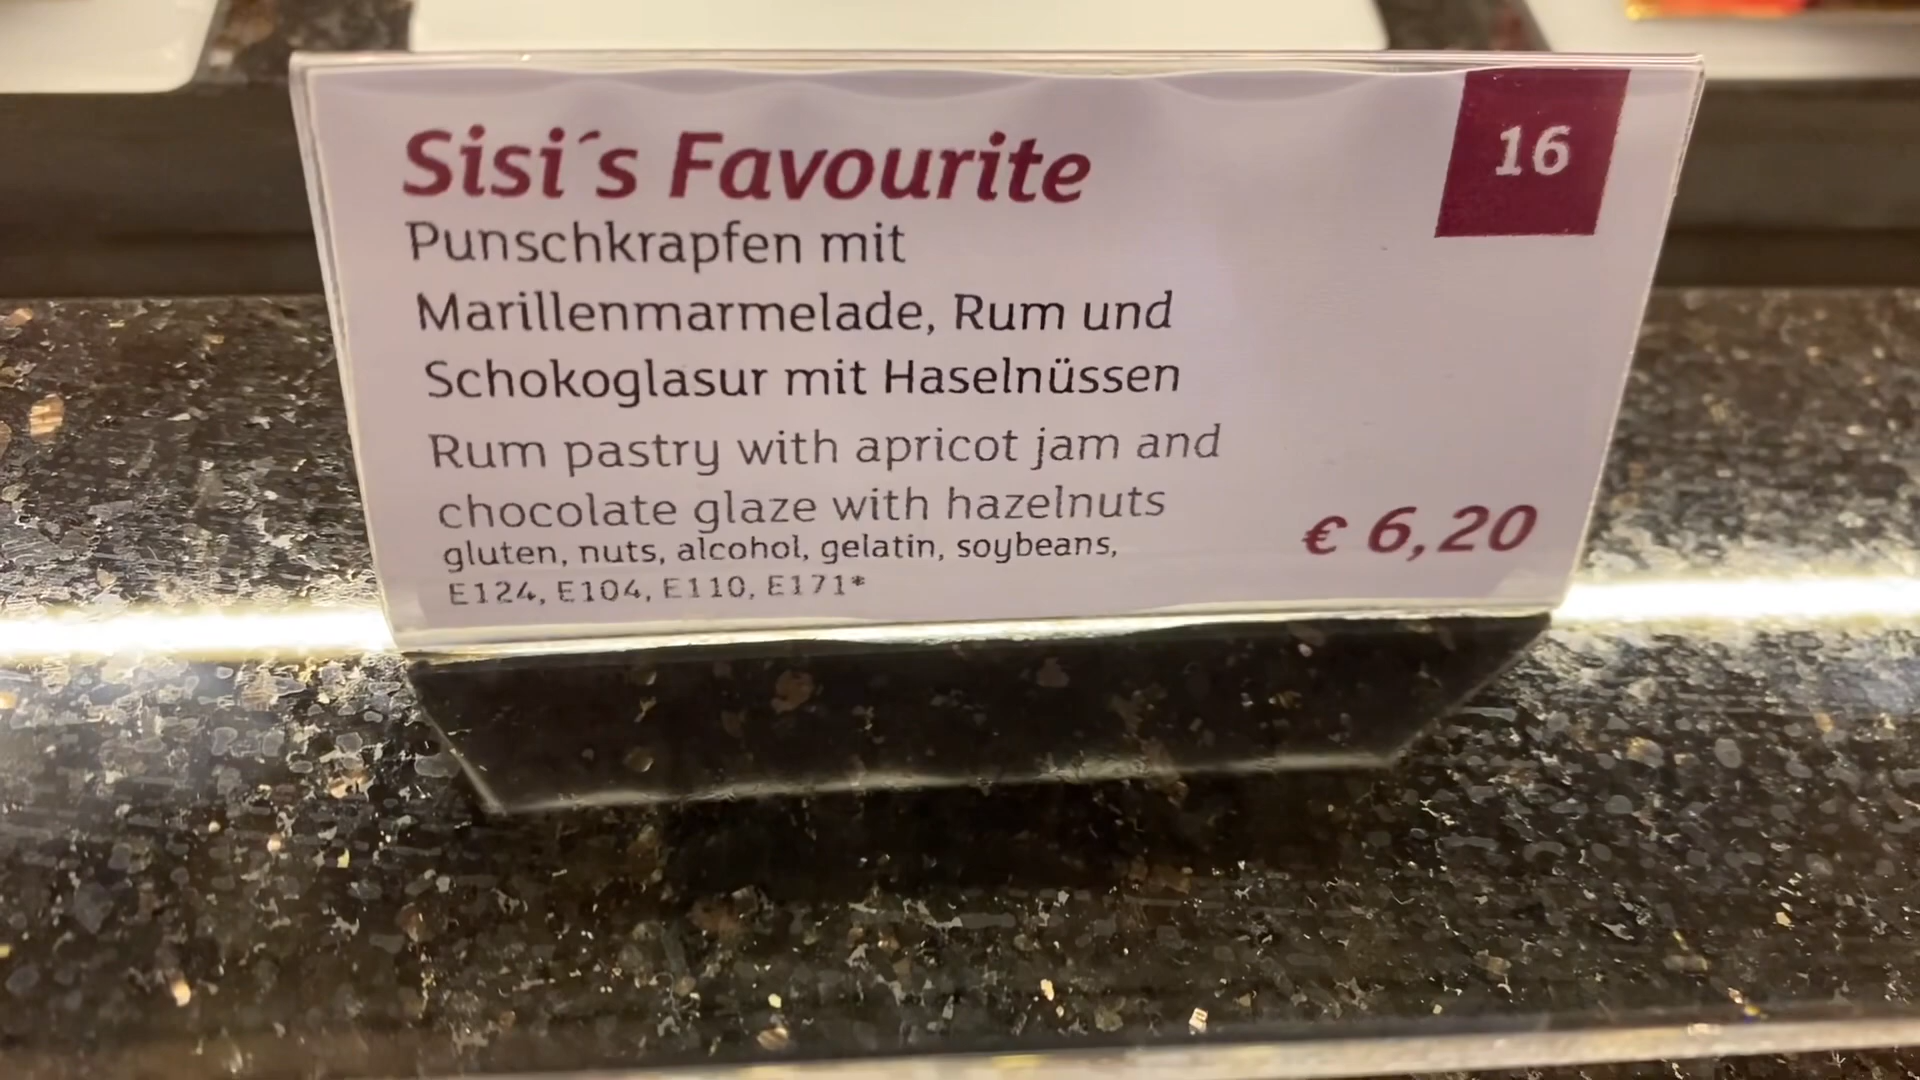 Sisi´s Favourite
16
Punschkrapfen mit
Marillenmarmelade, Rum und
Schokoglasur mit Haselnüssen
Rum pastry with apricot jam and
chocolate glaze with hazelnuts
gluten, nuts, alcohol, gelatin, soybeans,
E124, E104, E110, E171*
€ 6,20